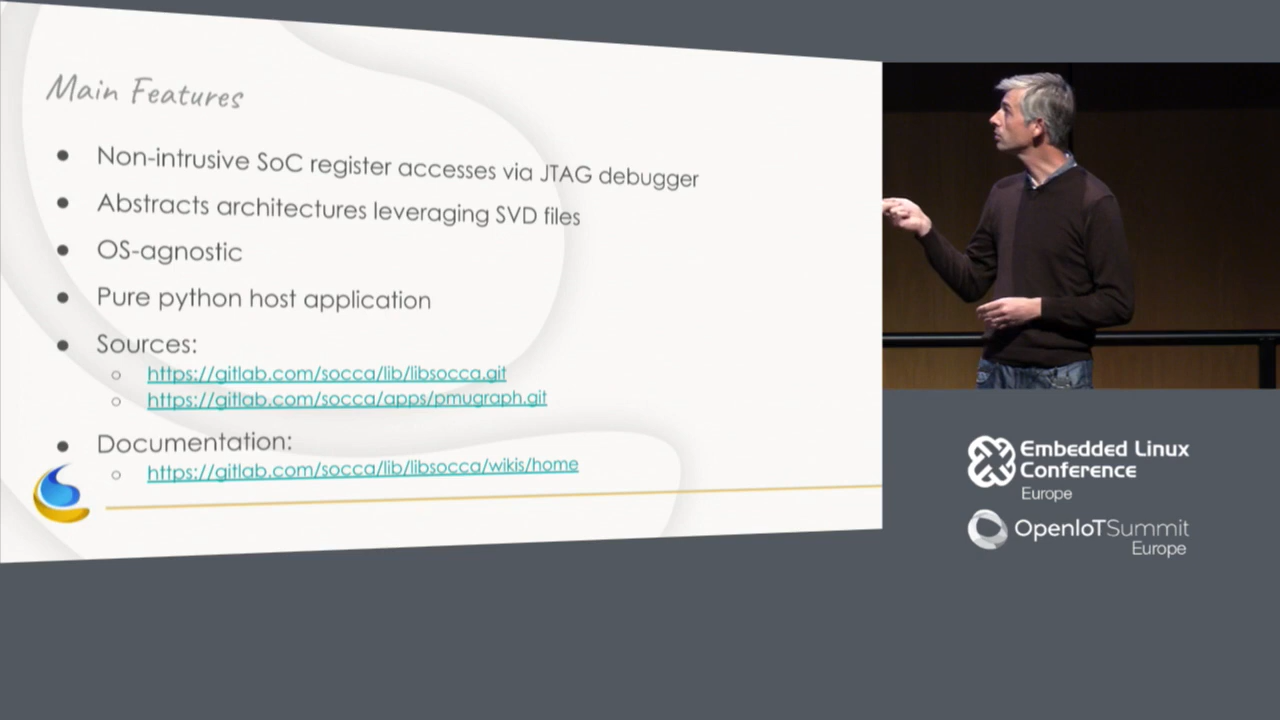 Main Features
Non-intrusive SoC register accesses via JTAG debugger
Abstracts architectures leveraging SVD files
OS-agnostic
Pure python host application
Sources:
https://gitlab.com/socca/lib/libsocca.git
https://gitlab.com/socca/apps/pmugraph.git
Documentation:
https://gitlab.com/socca/lib/libsocca/wikis/home
Embedded Linux
Conference
Europe
OpenIoTSummit
Europe